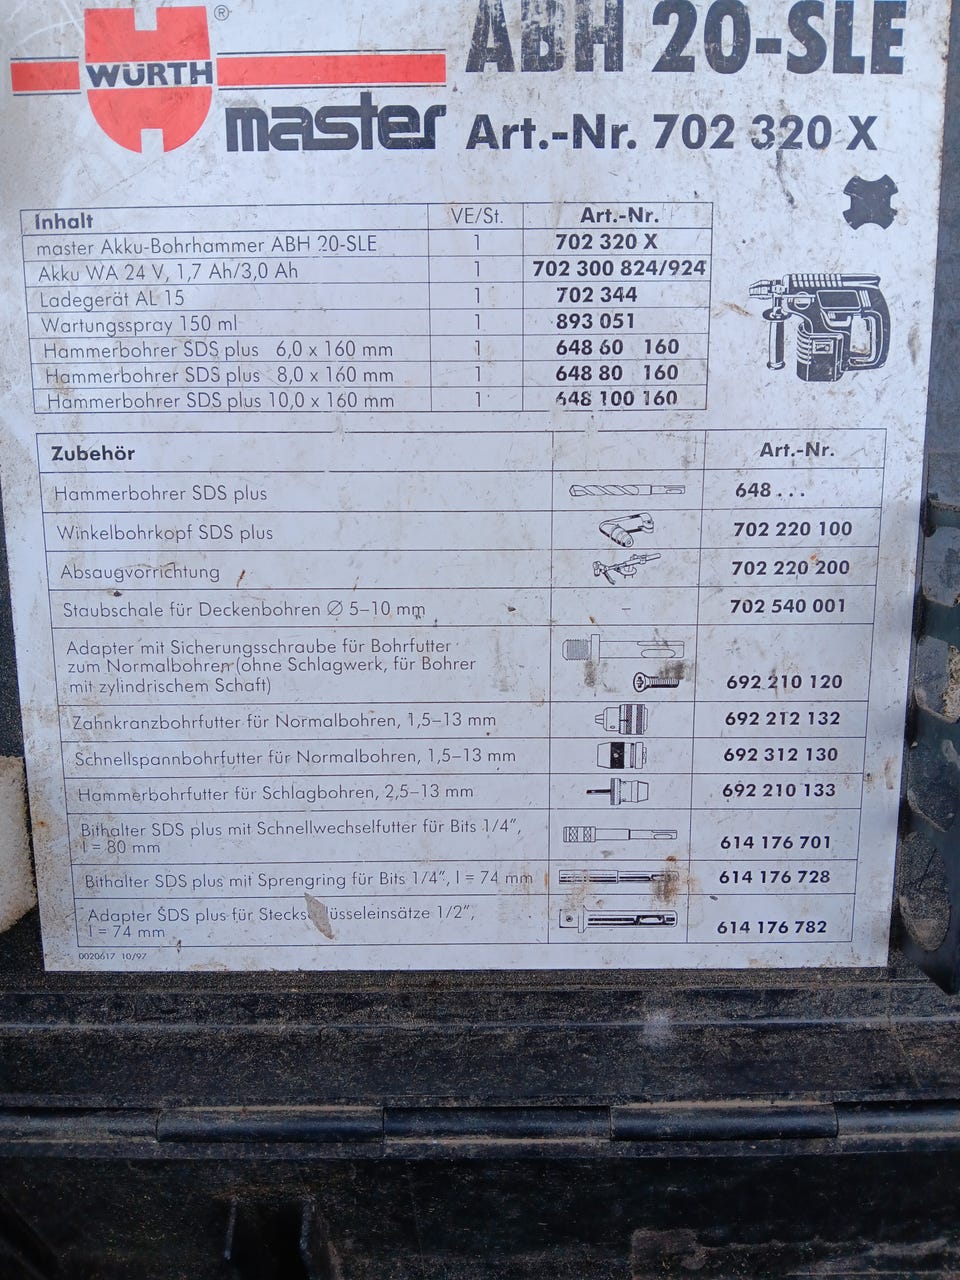 WÜRTH ®
master
ABH 20-SLE
Art.-Nr. 702 320 X
Inhalt VE/St. Art.-Nr.
master Akku-Bohrhammer ABH 20-SLE 1 702 320 X
Akku WA 24 V, 1,7 Ah/3,0 Ah 1 702 300 824/924
Ladegerät AL 15 1 702 344
Wartungsspray 150 ml 1 893 051
Hammerbohrer SDS plus 6,0 x 160 mm 1 648 60 160
Hammerbohrer SDS plus 8,0 x 160 mm 1 648 80 160
Hammerbohrer SDS plus 10,0 x 160 mm 1 648 100 160
Zubehör Art.-Nr.
Hammerbohrer SDS plus 648 . . .
Winkelbohrkopf SDS plus 702 220 100
Absaugvorrichtung 702 220 200
Staubschale für Deckenbohren Ø 5–10 mm – 702 540 001
Adapter mit Sicherungsschraube für Bohrfutter
zum Normalbohren (ohne Schlagwerk, für Bohrer
mit zylindrischem Schaft) 692 210 120
Zahnkranzbohrfutter für Normalbohren, 1,5–13 mm 692 212 132
Schnellspannbohrfutter für Normalbohren, 1,5–13 mm 692 312 130
Hammerbohrfutter für Schlagbohren, 2,5–13 mm 692 210 133
Bithalter SDS plus mit Schnellwechselfutter für Bits 1/4″,
l = 80 mm 614 176 701
Bithalter SDS plus mit Sprengring für Bits 1/4″, l = 74 mm 614 176 728
Adapter SDS plus für Steckschlüsseleinsätze 1/2″,
l = 74 mm 614 176 782
0020617 10/97